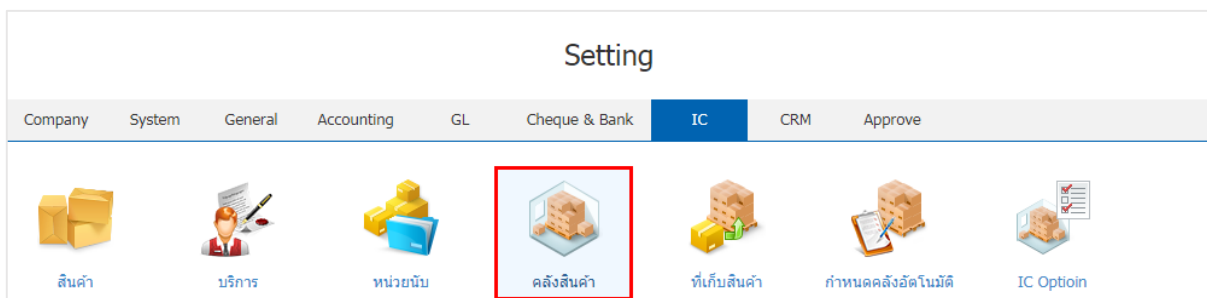 Setting
Company System General Accounting GL Cheque & Bank IC CRM Approve
สินค้า บริการ หน่วยนับ คลังสินค้า ที่เก็บสินค้า กำหนดคลังอัตโนมัติ IC Optioin